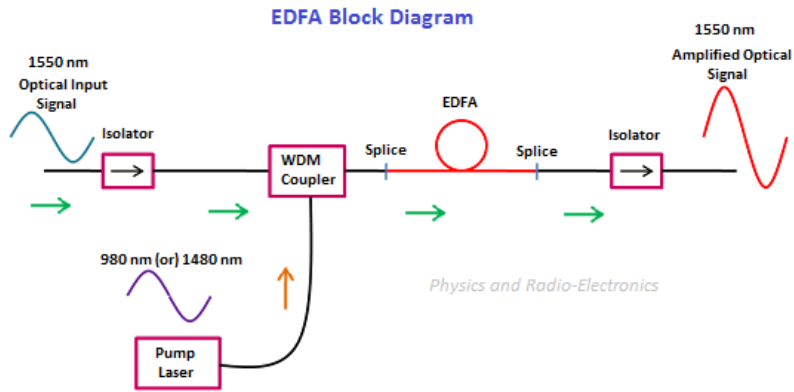 EDFA Block Diagram
1550 nm
Optical Input
Signal
Isolator
WDM
Coupler
Splice
EDFA
Splice
Isolator
1550 nm
Amplified Optical
Signal
980 nm (or) 1480 nm
Pump
Laser
Physics and Radio-Electronics